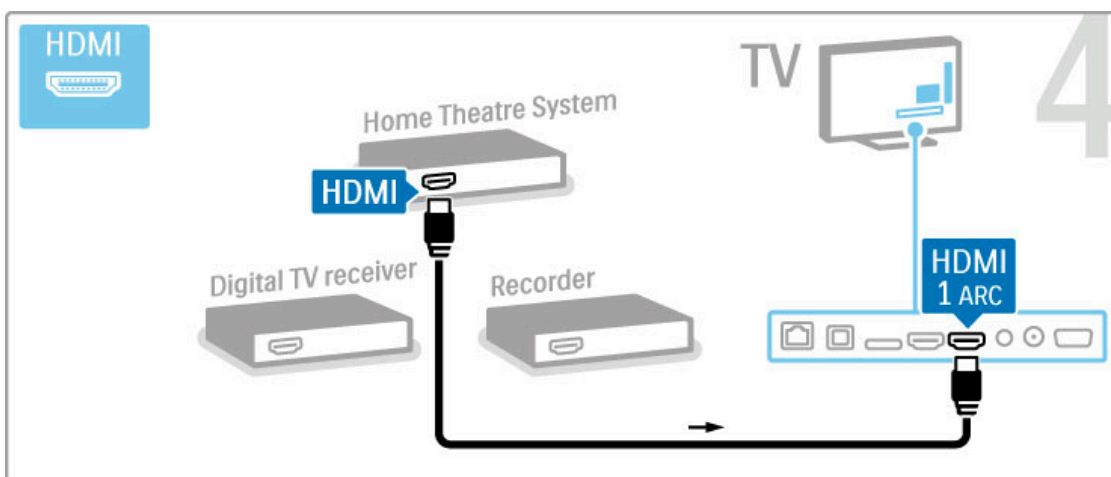 HDMI
TV
4
Home Theatre System
HDMI
Digital TV receiver
Recorder
HDMI
1 ARC